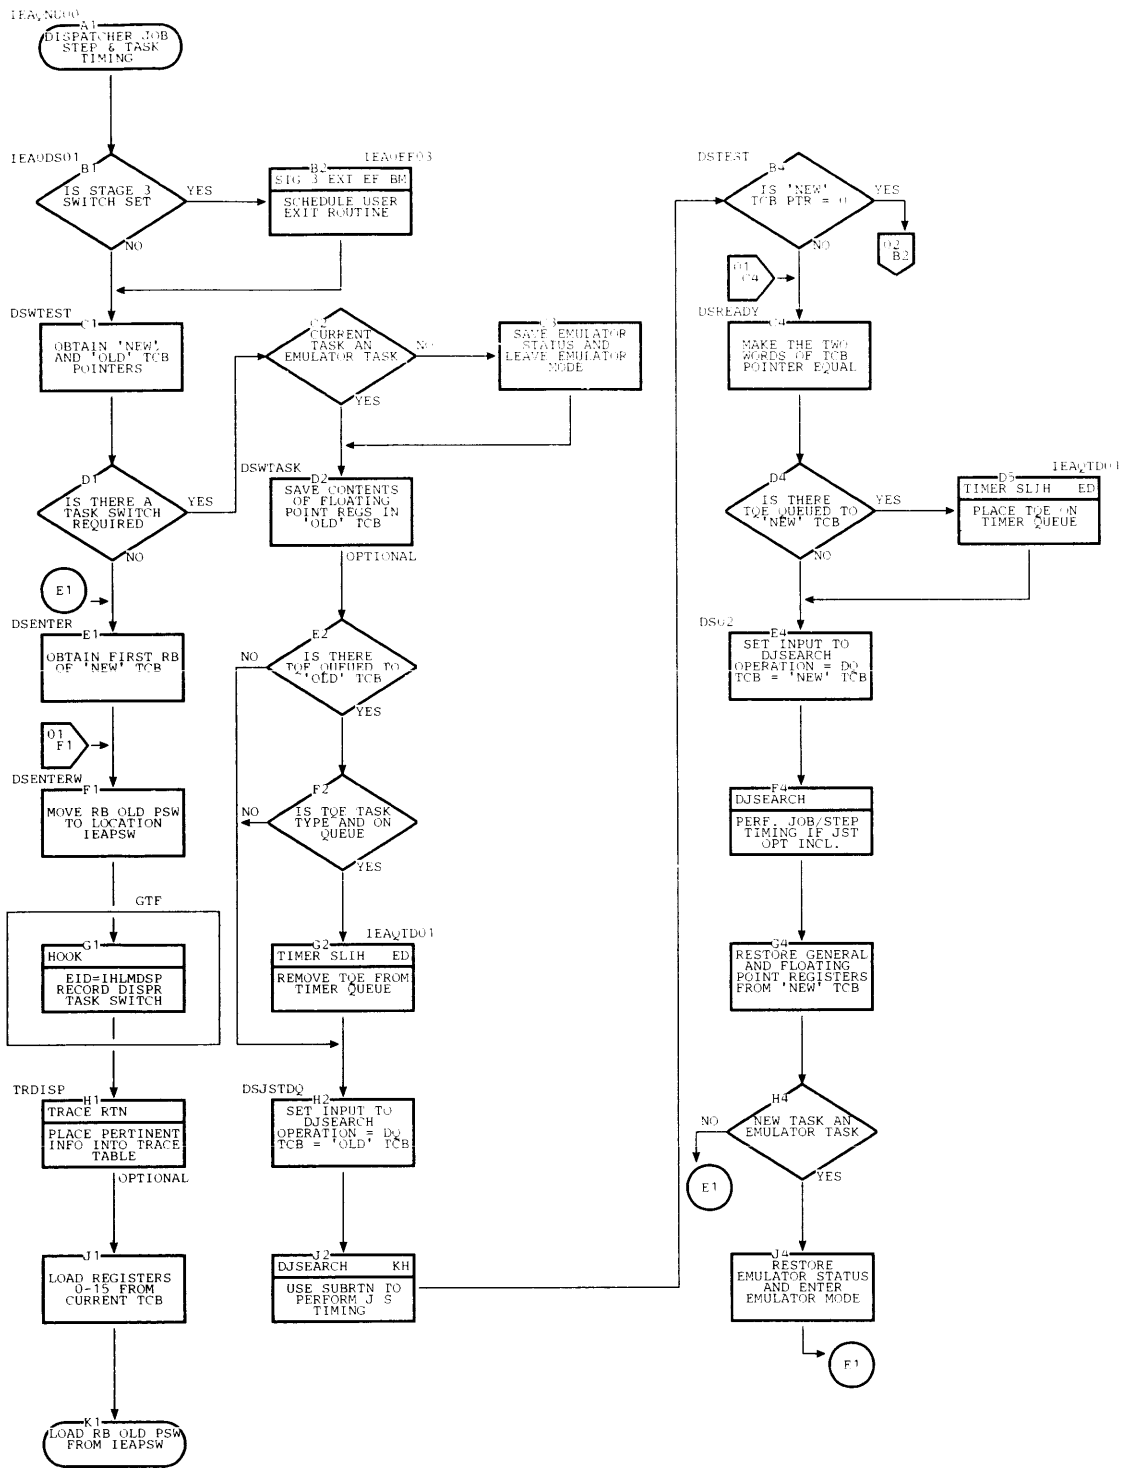 IEAQNU00
A1
DISPATCHER JOB
STEP & TASK
TIMING
IEA0DS01
B1
IS STAGE 3
SWITCH SET
YES
NO
IEA0EF03
B2
STG 3 EXT EF BM
SCHEDULE USER
EXIT ROUTINE
DSWTEST
C1
OBTAIN 'NEW',
AND 'OLD' TCB
POINTERS
D1
IS THERE A
TASK SWITCH
REQUIRED
YES
NO
E1
DSENTER
E1
OBTAIN FIRST RB
OF 'NEW' TCB
01
F1
DSENTERW
F1
MOVE RB OLD PSW
TO LOCATION
IEAPSW
GTF
G1
HOOK
EID=IHLMDSP
RECORD DISPR
TASK SWITCH
TRDISP
H1
TRACE RTN
PLACE PERTINENT
INFO INTO TRACE
TABLE
OPTIONAL
J1
LOAD REGISTERS
0-15 FROM
CURRENT TCB
K1
LOAD RB OLD PSW
FROM IEAPSW
C2
CURRENT
TASK AN
EMULATOR TASK
NO
YES
C3
SAVE EMULATOR
STATUS AND
LEAVE EMULATOR
MODE
DSWTASK
D2
SAVE CONTENTS
OF FLOATING
POINT REGS IN
'OLD' TCB
OPTIONAL
E2
IS THERE
TQE QUEUED TO
'OLD' TCB
NO
YES
F2
IS TQE TASK
TYPE AND ON
QUEUE
NO
YES
IEAQTD01
G2
TIMER SLIH ED
REMOVE TQE FROM
TIMER QUEUE
DSJSTDQ
H2
SET INPUT TO
DJSEARCH
OPERATION = DQ
TCB = 'OLD' TCB
J2
DJSEARCH KH
USE SUBRTN TO
PERFORM J S
TIMING
DSTEST
B4
IS 'NEW'
TCB PTR = 0
YES
NO
02
B2
01
C4
DSREADY
C4
MAKE THE TWO
WORDS OF TCB
POINTER EQUAL
D4
IS THERE
TQE QUEUED TO
'NEW' TCB
YES
NO
IEAQTD01
D5
TIMER SLIH ED
PLACE TQE ON
TIMER QUEUE
DS02
E4
SET INPUT TO
DJSEARCH
OPERATION = DQ
TCB = 'NEW' TCB
F4
DJSEARCH
PERF. JOB/STEP
TIMING IF JST
OPT INCL.
G4
RESTORE GENERAL
AND FLOATING
POINT REGISTERS
FROM 'NEW' TCB
H4
NEW TASK AN
EMULATOR TASK
NO
YES
E1
J4
RESTORE
EMULATOR STATUS
AND ENTER
EMULATOR MODE
E1